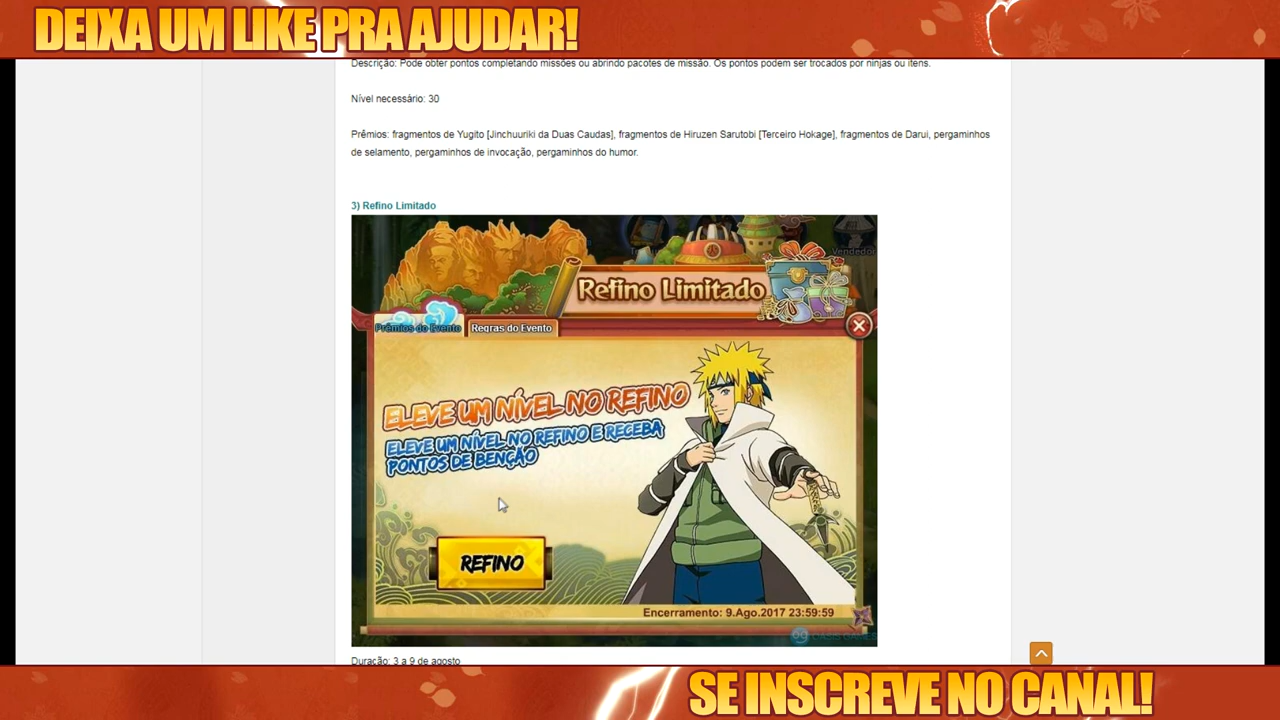 DEIXA UM LIKE PRA AJUDAR!
Descrição: Pode obter pontos completando missões ou abrindo pacotes de missão. Os pontos podem ser trocados por ninjas ou itens.
Nível necessário: 30
Prêmios: fragmentos de Yugito [Jinchuuriki da Duas Caudas], fragmentos de Hiruzen Sarutobi [Terceiro Hokage], fragmentos de Darui, pergaminhos
de selamento, pergaminhos de invocação, pergaminhos do humor.
3) Refino Limitado
Vendedor
Refino Limitado
Prêmios do Evento
Regras do Evento
ELEVE UM NÍVEL NO REFINO
ELEVE UM NÍVEL NO REFINO E RECEBA
PONTOS DE BENÇÃO
REFINO
Encerramento: 9.Ago.2017 23:59:59
OASIS GAMES
Duração: 3 a 9 de agosto
SE INSCREVE NO CANAL!